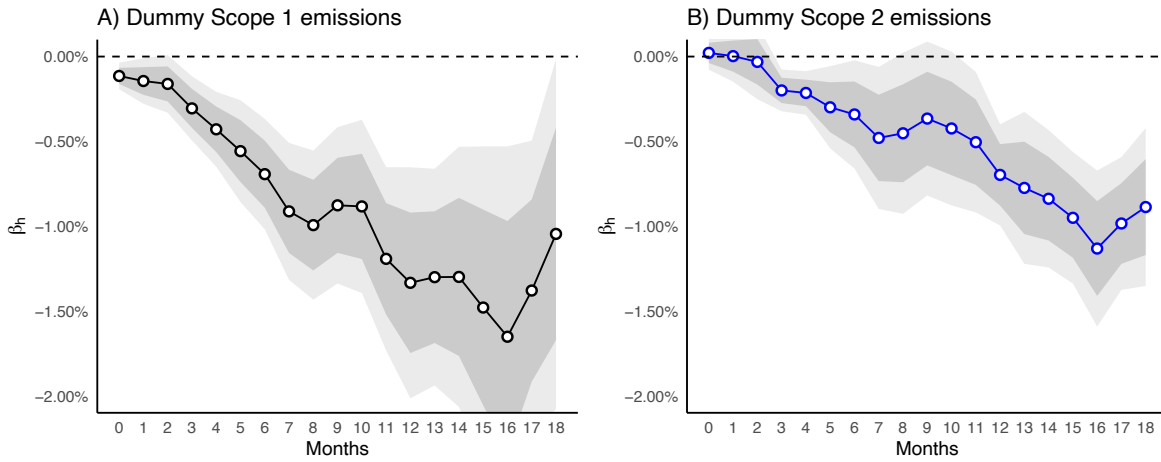 A) Dummy Scope 1 emissions
0.00%
−0.50%
−1.00%
−1.50%
−2.00%
βh
0 1 2 3 4 5 6 7 8 9 10 11 12 13 14 15 16 17 18
Months
B) Dummy Scope 2 emissions
0.00%
−0.50%
−1.00%
−1.50%
−2.00%
βh
0 1 2 3 4 5 6 7 8 9 10 11 12 13 14 15 16 17 18
Months